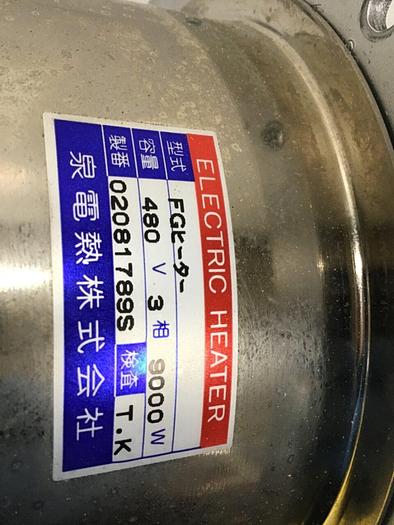 ELECTRIC HEATER
型式 FGヒーター
容量 480 V 3 相 9000 W
製番 02081789S 検査 T.K
泉電熱株式会社